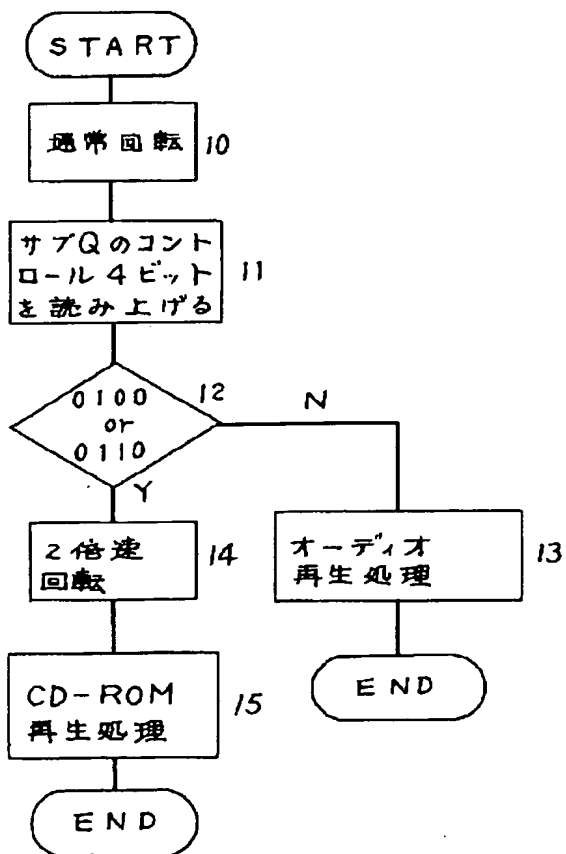 START
通常回転 10
サブQのコント
ロール4ビット
を読み上げる
11
0100
or
0110
12
N
Y
2倍速
回転
14
オーディオ
再生処理
13
CD-ROM
再生処理
15
END
END